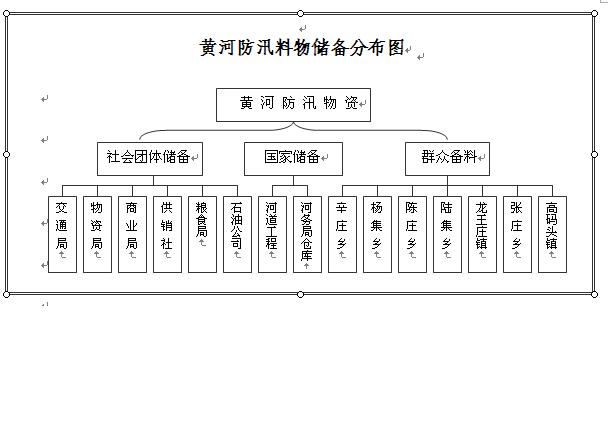 黄河防汛料物储备分布图
黄河防汛物资
社会团体储备
国家储备
群众备料
交通局
物资局
商业局
供销社
粮食局
石油公司
河道工程
河务局仓库
辛庄乡
杨集乡
陈庄乡
陆集乡
龙王庄镇
张庄乡
高码头镇